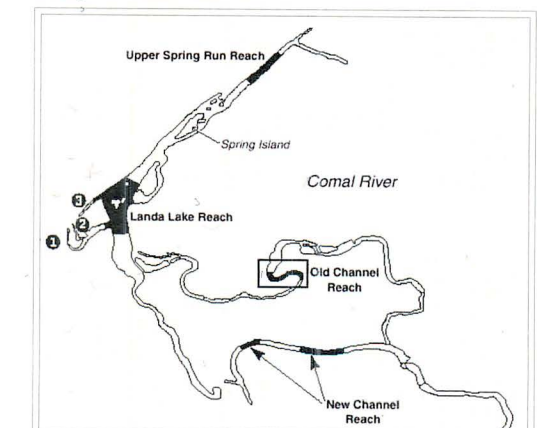 Upper Spring Run Reach
Spring Island
Comal River
3
Landa Lake Reach
2
1
Old Channel
Reach
New Channel
Reach